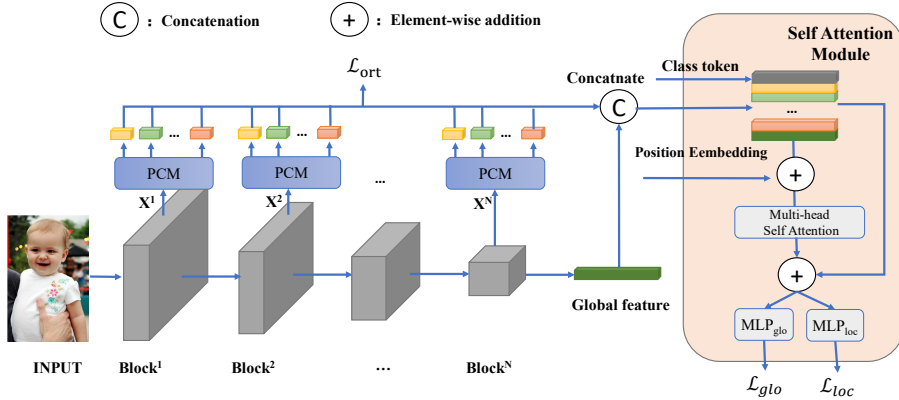 C : Concatenation
+ : Element-wise addition
Self Attention
Module
ℒort
Concatnate
Class token
C
...
... ... ...
Position Eembedding
PCM PCM ... PCM
+
X¹ X² Xᴺ
Multi-head
Self Attention
+
Global feature
MLPglo MLPloc
INPUT Block¹ Block² ... Blockᴺ
ℒglo ℒloc